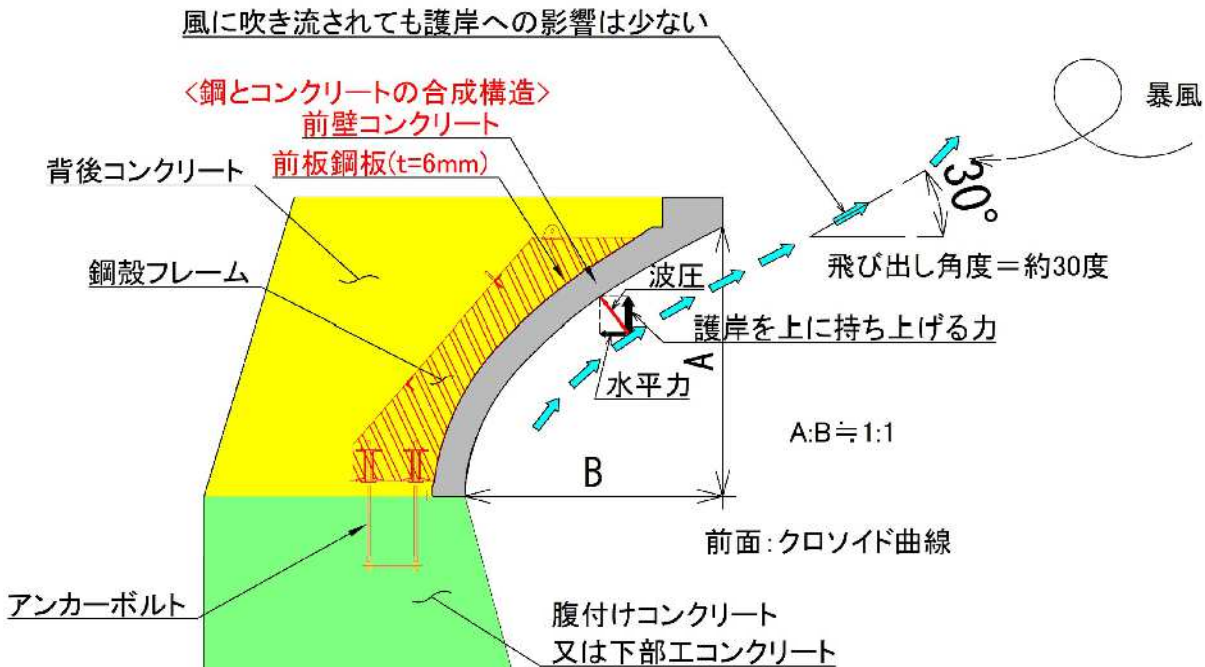 風に吹き流されても護岸への影響は少ない
<鋼とコンクリートの合成構造>
前壁コンクリート
前板鋼板(t=6mm)
背後コンクリート
鋼殻フレーム
暴風
30°
飛び出し角度=約30度
波圧
護岸を上に持ち上げる力
水平力
A
A:B≒1:1
B
前面:クロソイド曲線
アンカーボルト
腹付けコンクリート
又は下部工コンクリート